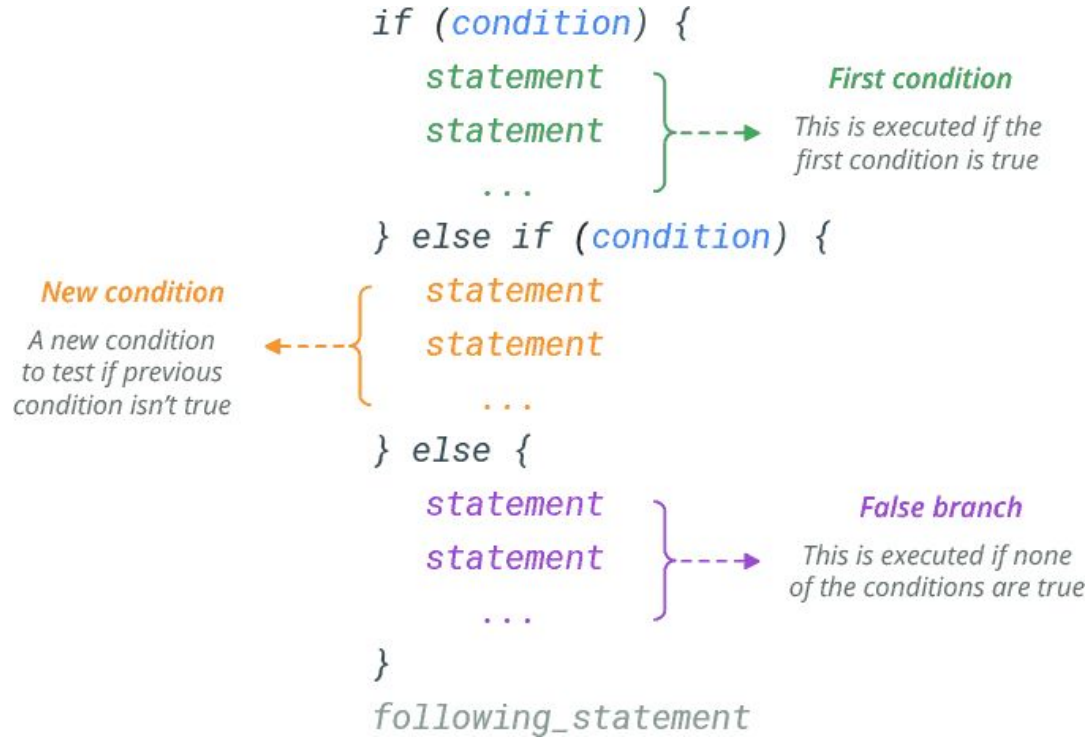 if (condition) {
statement
statement
...
First condition
This is executed if the
first condition is true
} else if (condition) {
New condition
A new condition
to test if previous
condition isn't true
statement
statement
...
} else {
statement
statement
...
False branch
This is executed if none
of the conditions are true
}
following_statement